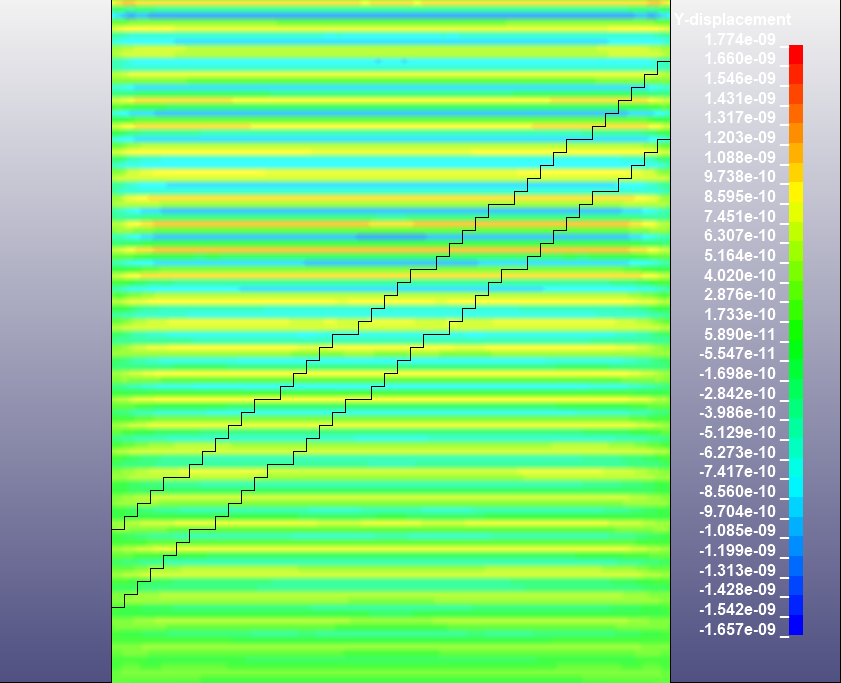 Y-displacement
1.774e-09
1.660e-09
1.546e-09
1.431e-09
1.317e-09
1.203e-09
1.088e-09
9.738e-10
8.595e-10
7.451e-10
6.307e-10
5.164e-10
4.020e-10
2.876e-10
1.733e-10
5.890e-11
-5.547e-11
-1.698e-10
-2.842e-10
-3.986e-10
-5.129e-10
-6.273e-10
-7.417e-10
-8.560e-10
-9.704e-10
-1.085e-09
-1.199e-09
-1.313e-09
-1.428e-09
-1.542e-09
-1.657e-09